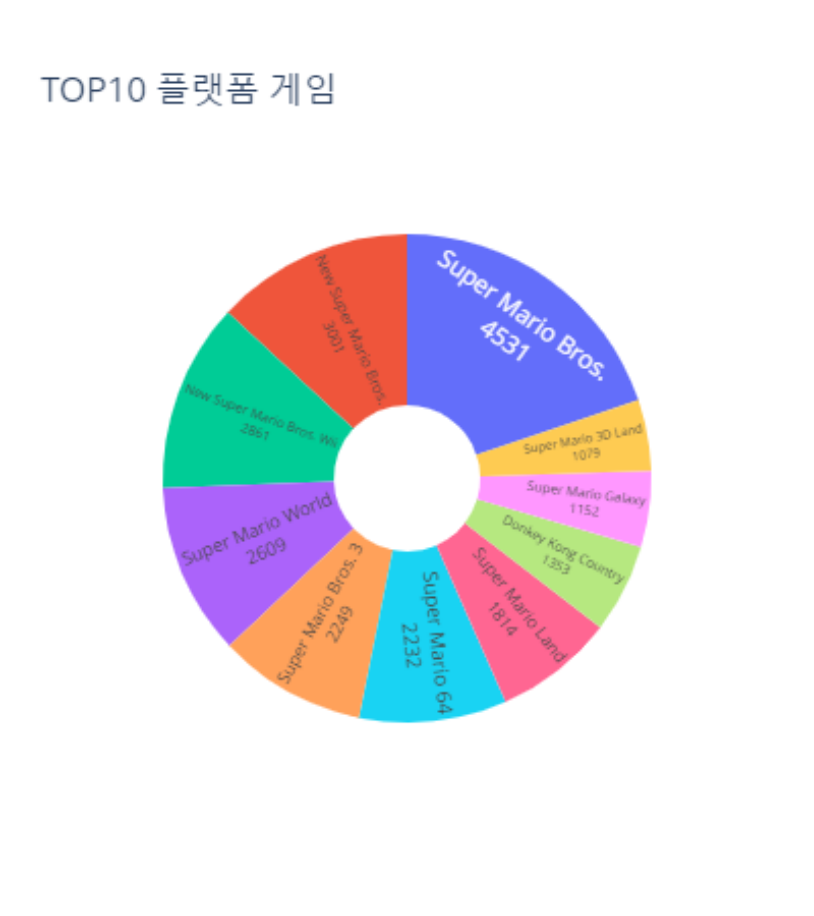 TOP10 플랫폼 게임
Super Mario Bros.
4531
Super Mario 3D Land
1079
Super Mario Galaxy
1152
Donkey Kong Country
1353
Super Mario Land
1814
Super Mario 64
2232
Super Mario Bros. 3
2249
Super Mario World
2609
New Super Mario Bros. Wii
2861
New Super Mario Bros.
3001